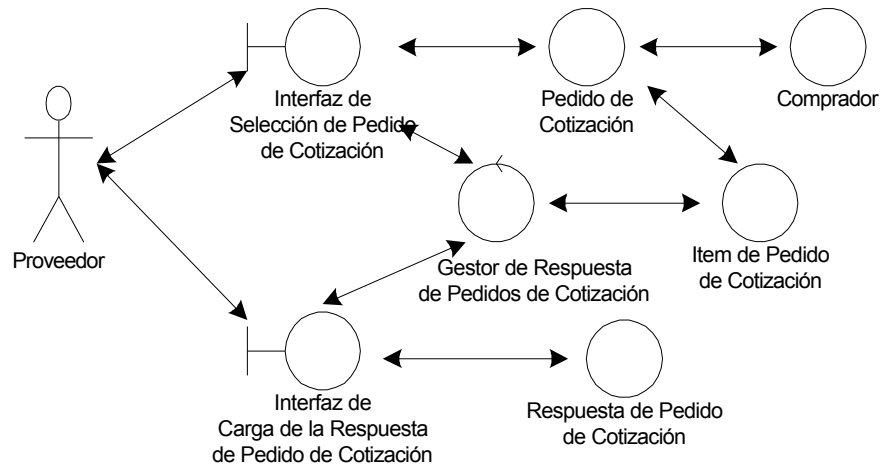 Interfaz de
Selección de Pedido
de Cotización
Pedido de
Cotización
Comprador
Proveedor
Gestor de Respuesta
de Pedidos de Cotización
Item de Pedido
de Cotización
Interfaz de
Carga de la Respuesta
de Pedido de Cotización
Respuesta de Pedido
de Cotización